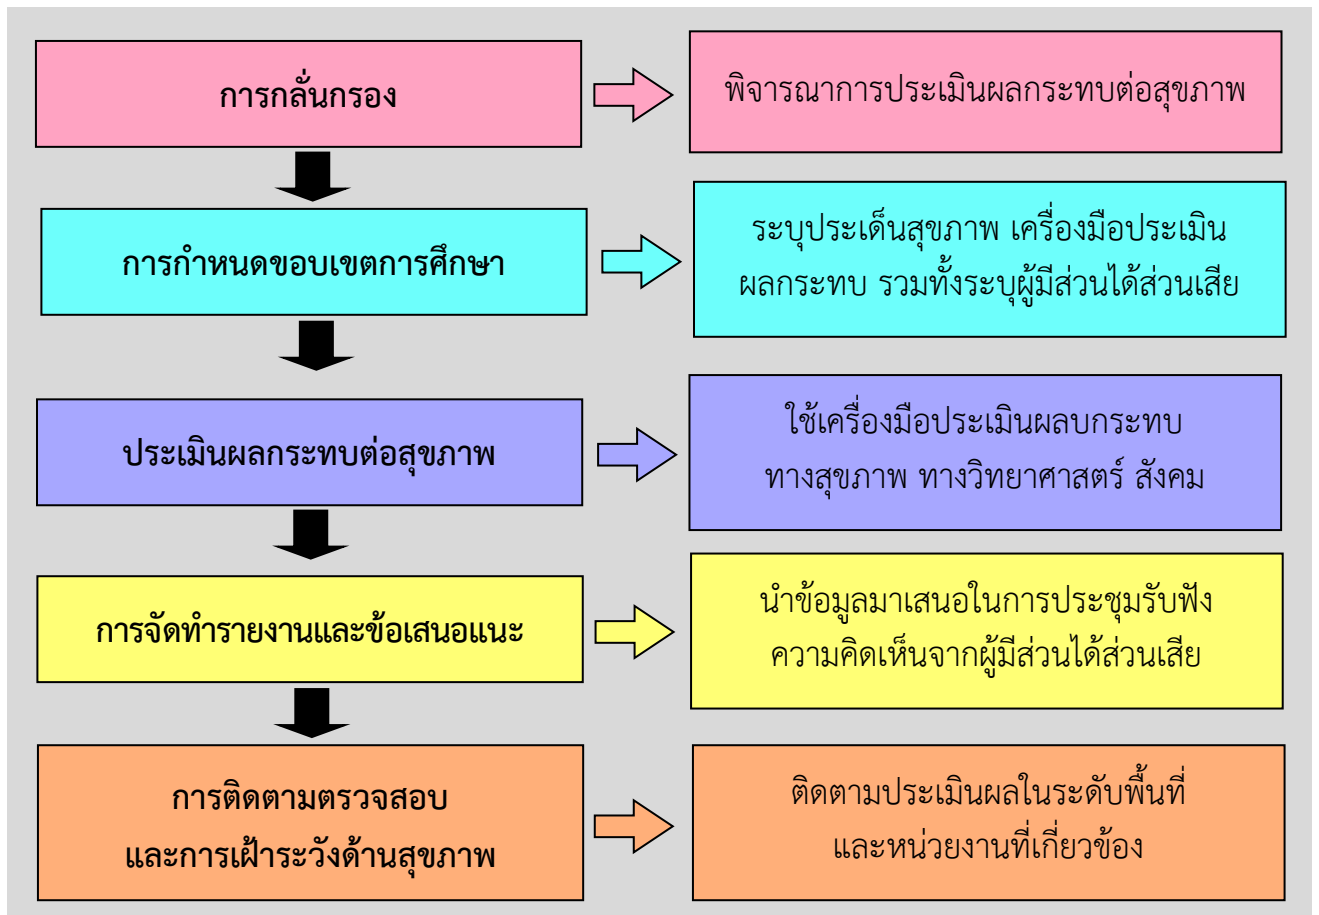 การกลั่นกรอง
พิจารณาการประเมินผลกระทบต่อสุขภาพ
การกำหนดขอบเขตการศึกษา
ระบุประเด็นสุขภาพ เครื่องมือประเมิน
ผลกระทบ รวมทั้งระบุผู้มีส่วนได้ส่วนเสีย
ประเมินผลกระทบต่อสุขภาพ
ใช้เครื่องมือประเมินผลบกระทบ
ทางสุขภาพ ทางวิทยาศาสตร์ สังคม
การจัดทำรายงานและข้อเสนอแนะ
นำข้อมูลมาเสนอในการประชุมรับฟัง
ความคิดเห็นจากผู้มีส่วนได้ส่วนเสีย
การติดตามตรวจสอบ
และการเฝ้าระวังด้านสุขภาพ
ติดตามประเมินผลในระดับพื้นที่
และหน่วยงานที่เกี่ยวข้อง